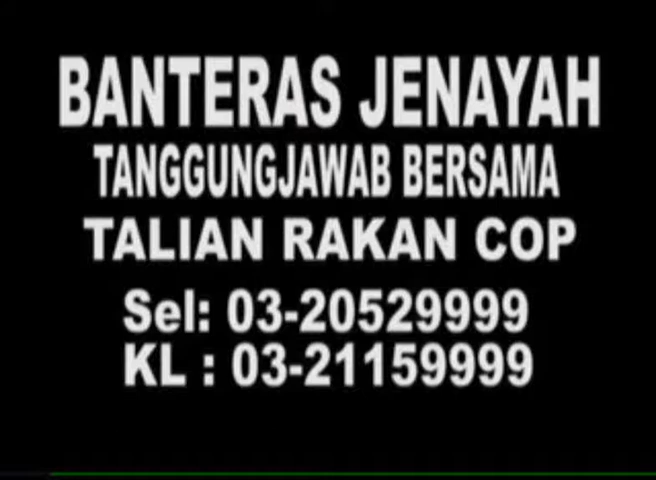 BANTERAS JENAYAH
TANGGUNGJAWAB BERSAMA
TALIAN RAKAN COP
Sel: 03-20529999
KL : 03-21159999